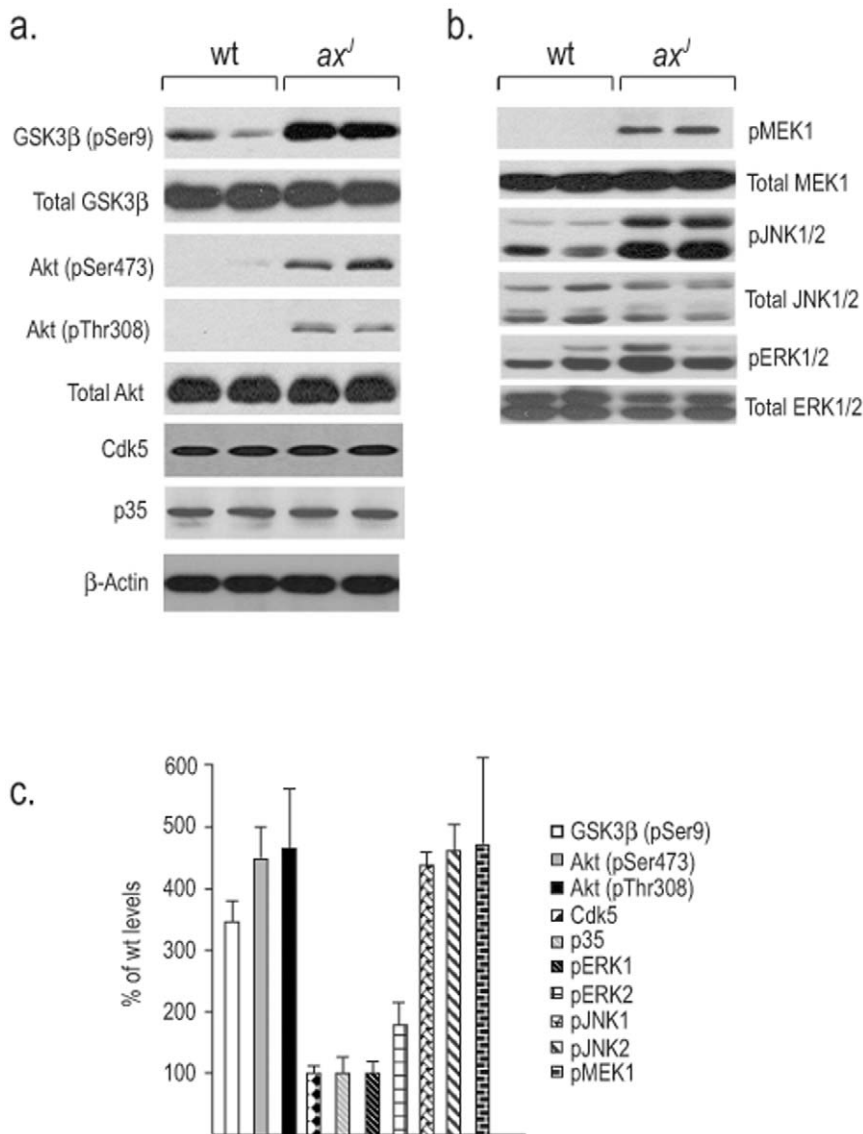 a.
wt
ax^J
GSK3β (pSer9)
Total GSK3β
Akt (pSer473)
Akt (pThr308)
Total Akt
Cdk5
p35
β-Actin
b.
wt
ax^J
pMEK1
Total MEK1
pJNK1/2
Total JNK1/2
pERK1/2
Total ERK1/2
c.
% of wt levels
600
500
400
300
200
100
GSK3β (pSer9)
Akt (pSer473)
Akt (pThr308)
Cdk5
p35
pERK1
pERK2
pJNK1
pJNK2
pMEK1